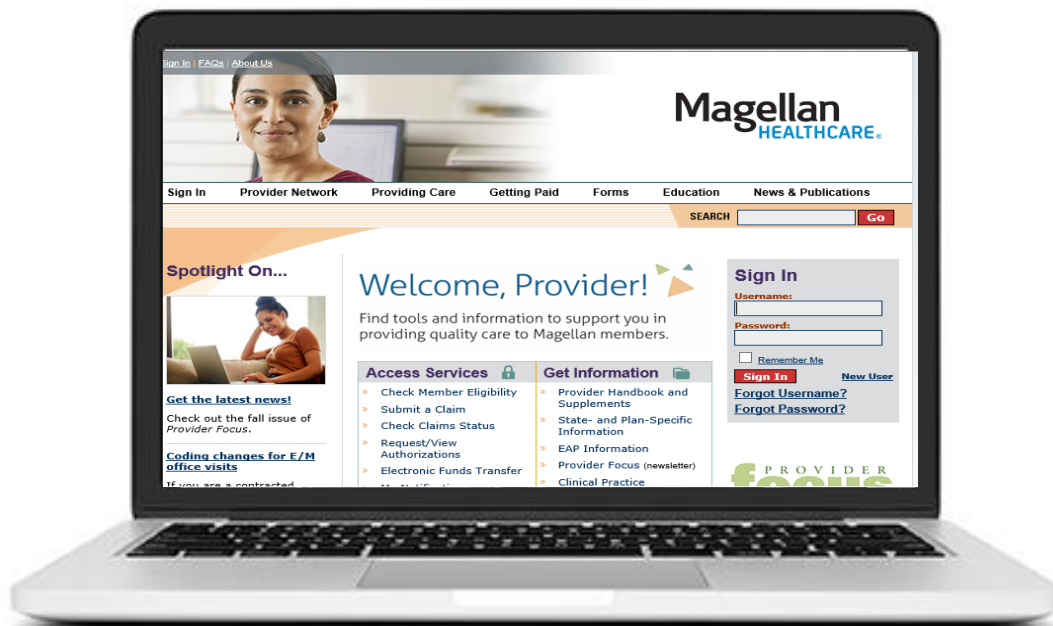 Sign In | FAQs | About Us
Magellan
HEALTHCARE®
Sign In Provider Network Providing Care Getting Paid Forms Education News & Publications
SEARCH Go
Spotlight On...
Get the latest news!
Check out the fall issue of
Provider Focus.
Coding changes for E/M
office visits
If you are a contracted
Welcome, Provider!
Find tools and information to support you in
providing quality care to Magellan members.
Access Services
» Check Member Eligibility
» Submit a Claim
» Check Claims Status
» Request/View
Authorizations
» Electronic Funds Transfer
Get Information
» Provider Handbook and
Supplements
» State- and Plan-Specific
Information
» EAP Information
» Provider Focus (newsletter)
» Clinical Practice
Sign In
Username:
Password:
Remember Me
Sign In New User
Forgot Username?
Forgot Password?
PROVIDER
focus